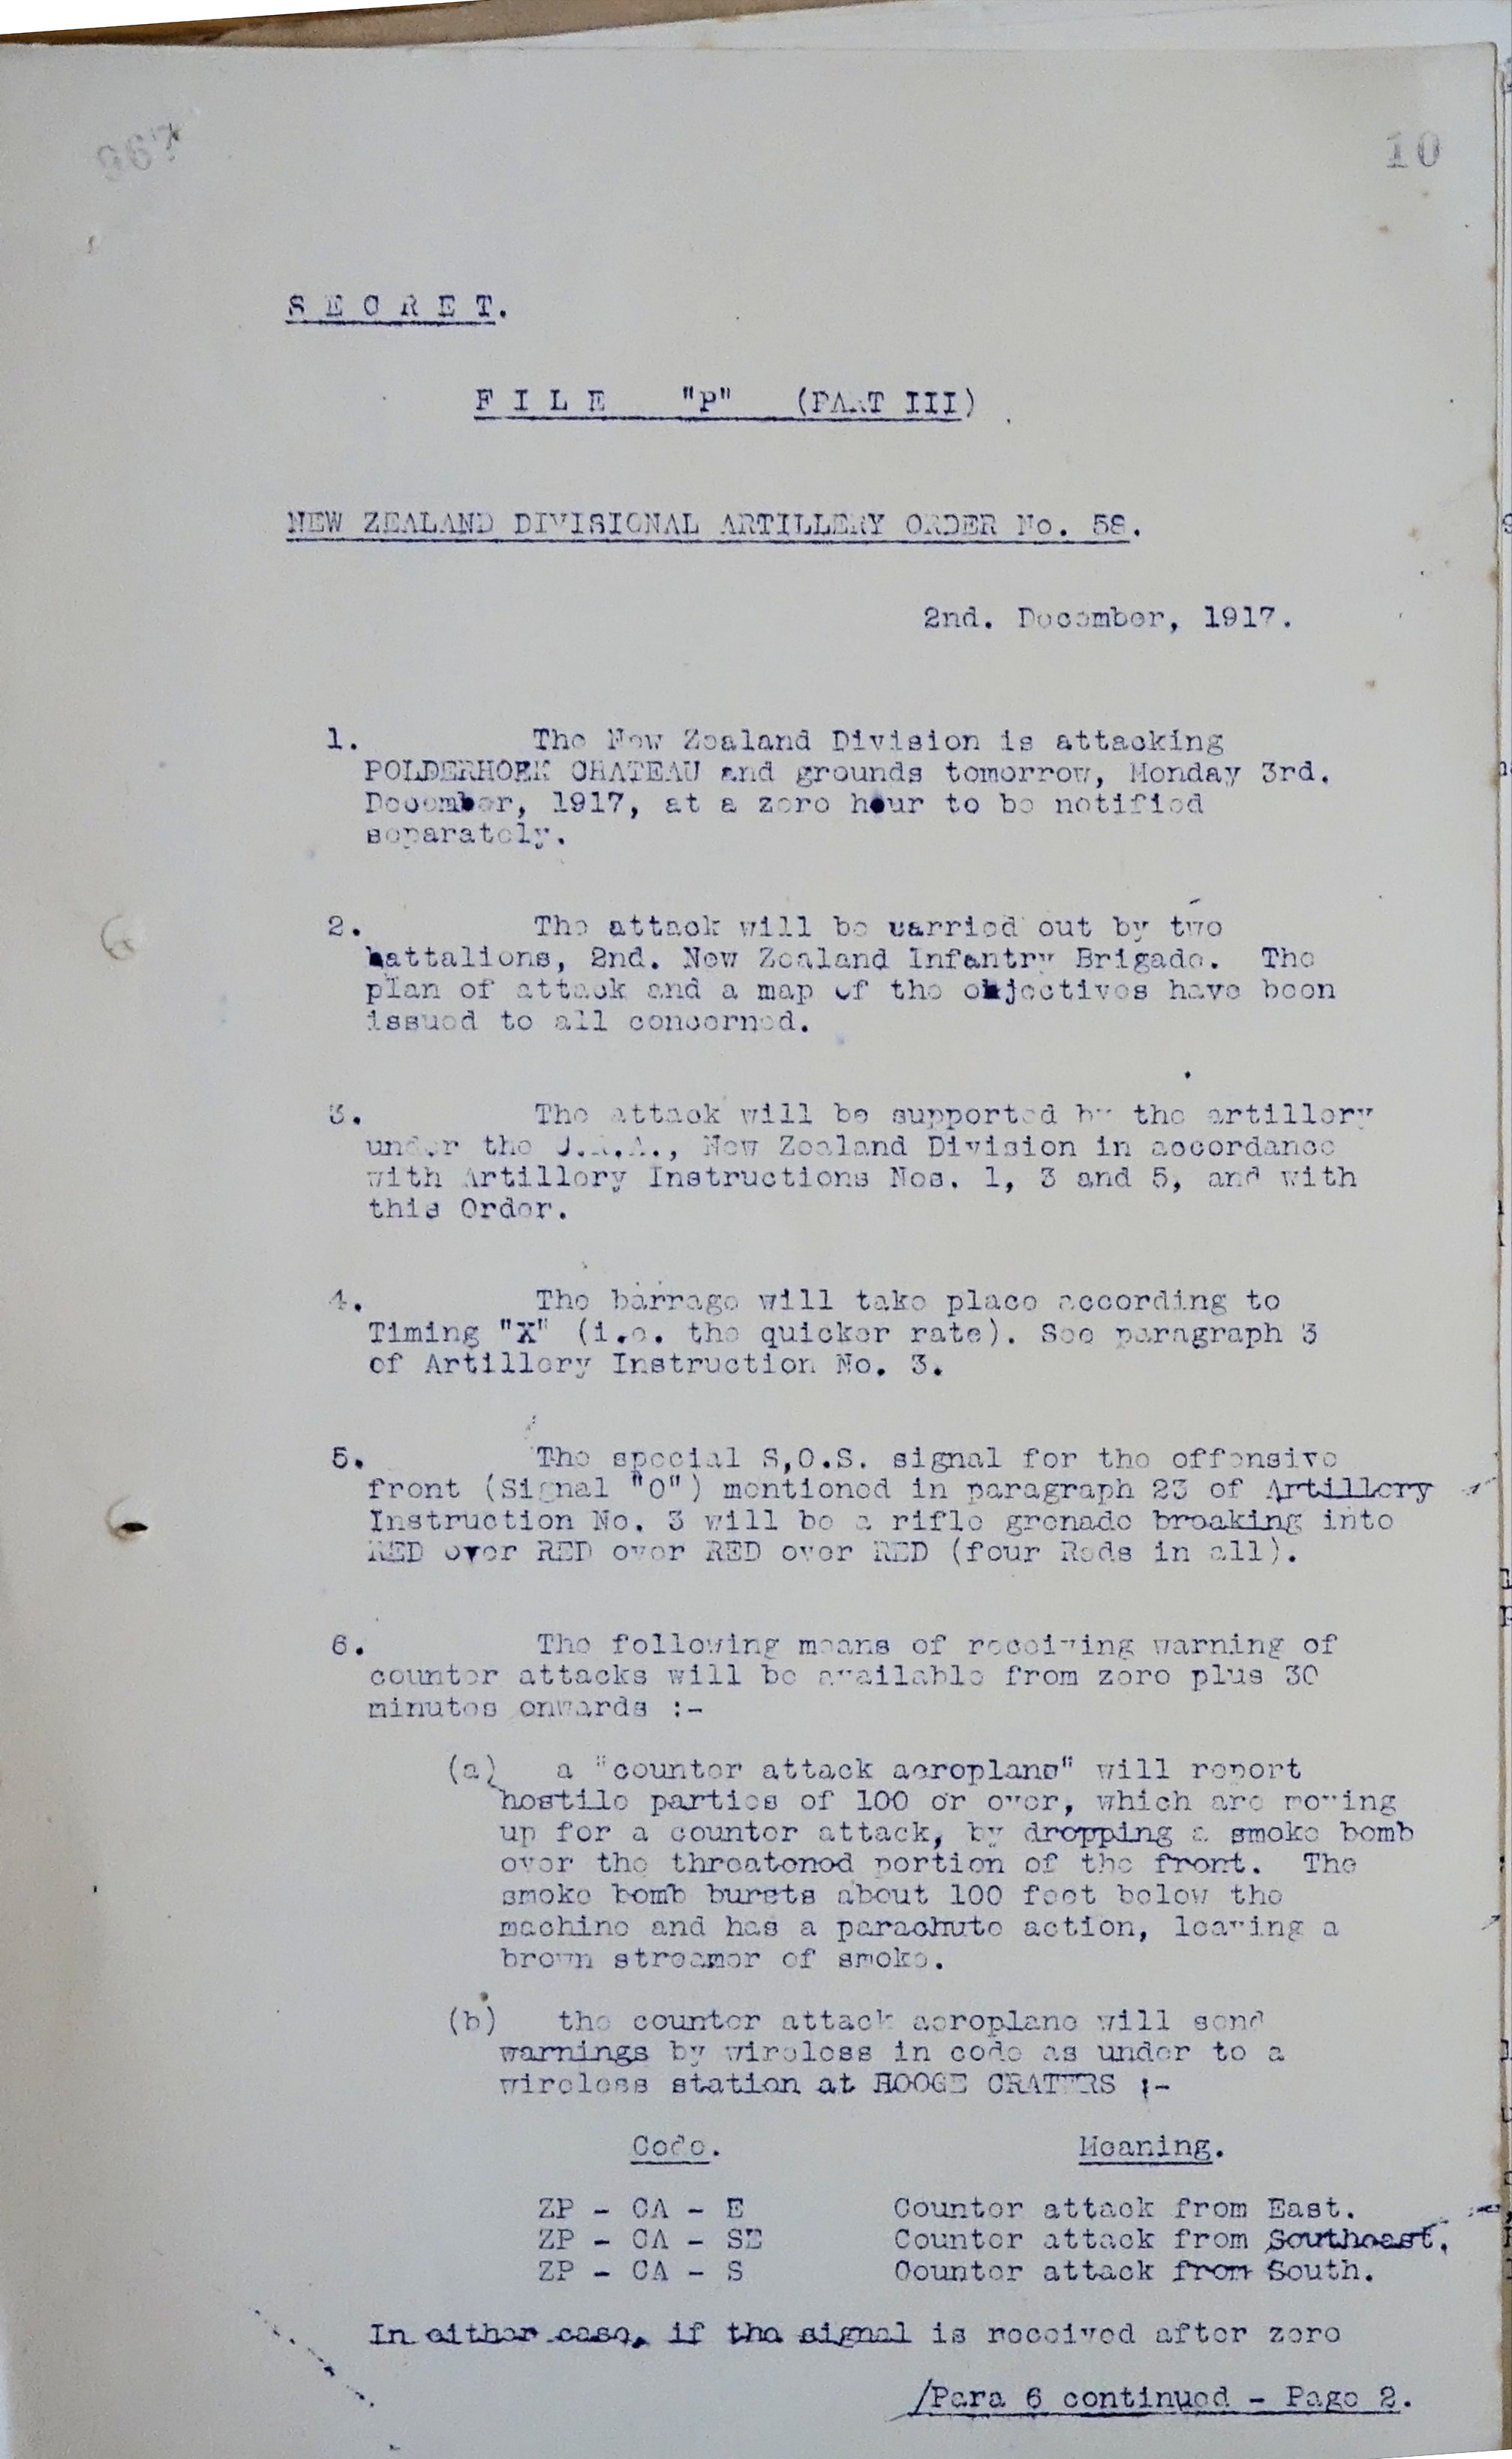 967
10
S E C R E T.
F I L E "P" (PART III)
NEW ZEALAND DIVISIONAL ARTILLERY ORDER No. 58.
2nd. December, 1917.
1. The New Zealand Division is attacking
POLDERHOEK CHATEAU and grounds tomorrow, Monday 3rd.
December, 1917, at a zero hour to be notified
separately.
2. The attack will be carried out by two
battalions, 2nd. New Zealand Infantry Brigade. The
plan of attack and a map of the objectives have been
issued to all concerned.
3. The attack will be supported by the artillery
under the New Zealand Division in accordance
with Artillery Instructions Nos. 1, 3 and 5, and with
this Order.
4. The barrage will take place according to
Timing "X" (i.e. the quicker rate). See paragraph 3
of Artillery Instruction No. 3.
5. The special S,O.S. signal for the offensive
front (Signal "O") mentioned in paragraph 23 of Artillery
Instruction No. 3 will be a rifle grenade breaking into
RED over RED over RED over RED (four Reds in all).
6. The following means of receiving warning of
counter attacks will be available from zero plus 30
minutes onwards :-
(a) a "counter attack aeroplane" will report
hostile parties of 100 or over, which are moving
up for a counter attack, by dropping a smoke bomb
over the threatened portion of the front. The
smoke bomb bursts about 100 feet below the
machine and has a parachute action, leaving a
brown streamer of smoke.
(b) the counter attack aeroplane will send
warnings by wireless in code as under to a
wireless station at HOOGE CRATERS :-
Code. Meaning.
ZP - CA - E Counter attack from East.
ZP - CA - SE Counter attack from Southeast.
ZP - CA - S Counter attack from South.
In either case, if the signal is received after zero
/Para 6 continued - Page 2.